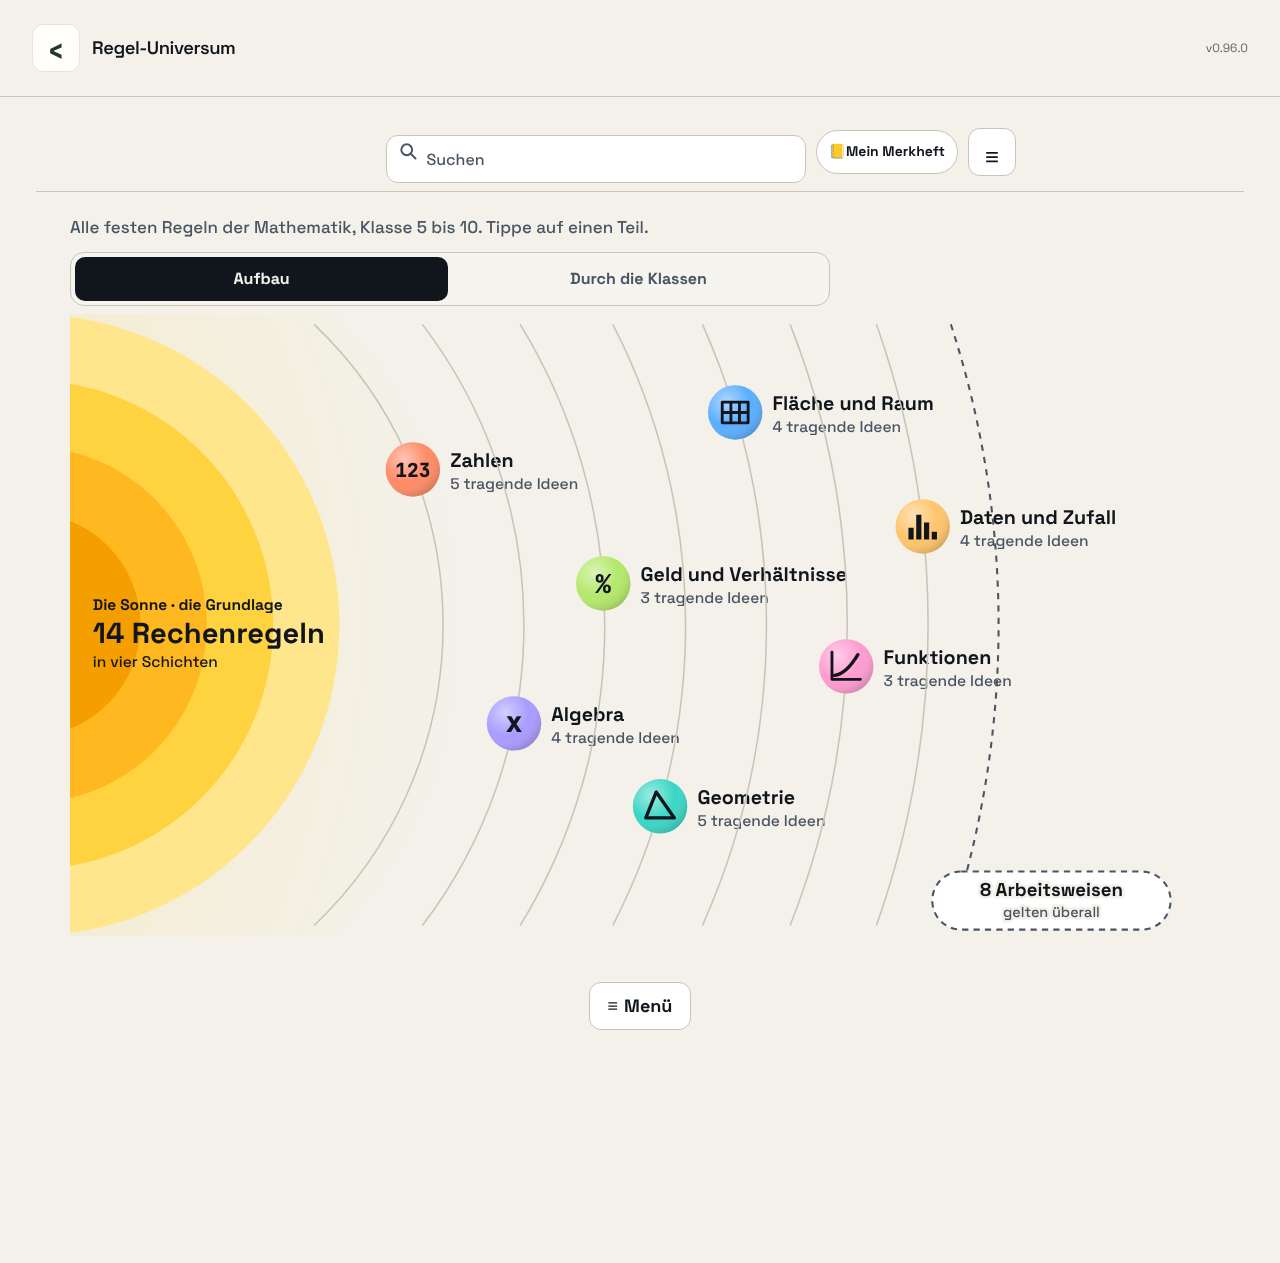 <
Regel-Universum
v0.96.0
Suchen
📒Mein Merkheft
≡
Alle festen Regeln der Mathematik, Klasse 5 bis 10. Tippe auf einen Teil.
Aufbau
Durch die Klassen
Fläche und Raum
4 tragende Ideen
123
Zahlen
5 tragende Ideen
Daten und Zufall
4 tragende Ideen
%
Geld und Verhältnisse
3 tragende Ideen
Die Sonne · die Grundlage
14 Rechenregeln
in vier Schichten
Funktionen
3 tragende Ideen
x
Algebra
4 tragende Ideen
Geometrie
5 tragende Ideen
8 Arbeitsweisen
gelten überall
≡ Menü